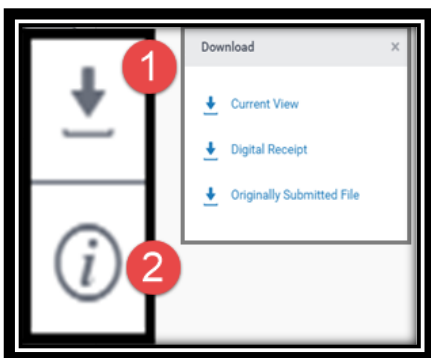 1
Download ×
Current View
Digital Receipt
Originally Submitted File
i
2